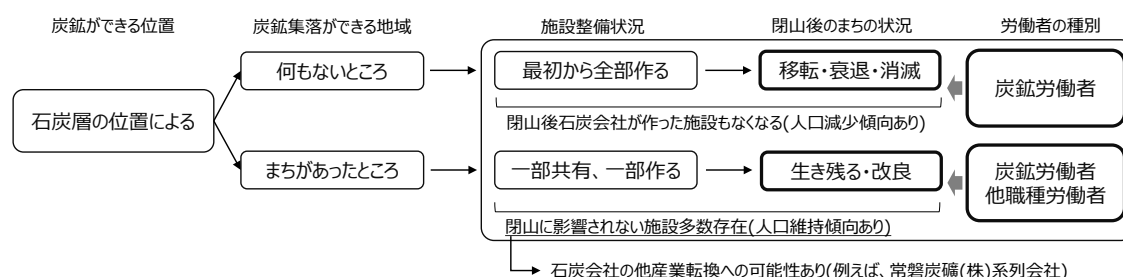 炭鉱ができる位置
炭鉱集落ができる地域
施設整備状況
閉山後のまちの状況
労働者の種別
石炭層の位置による
何もないところ
最初から全部作る
移転・衰退・消滅
炭鉱労働者
閉山後石炭会社が作った施設もなくなる(人口減少傾向あり)
まちがあったところ
一部共有、一部作る
生き残る・改良
炭鉱労働者
他職種労働者
閉山に影響されない施設多数存在(人口維持傾向あり)
石炭会社の他産業転換への可能性あり(例えば、常磐炭礦(株)系列会社)